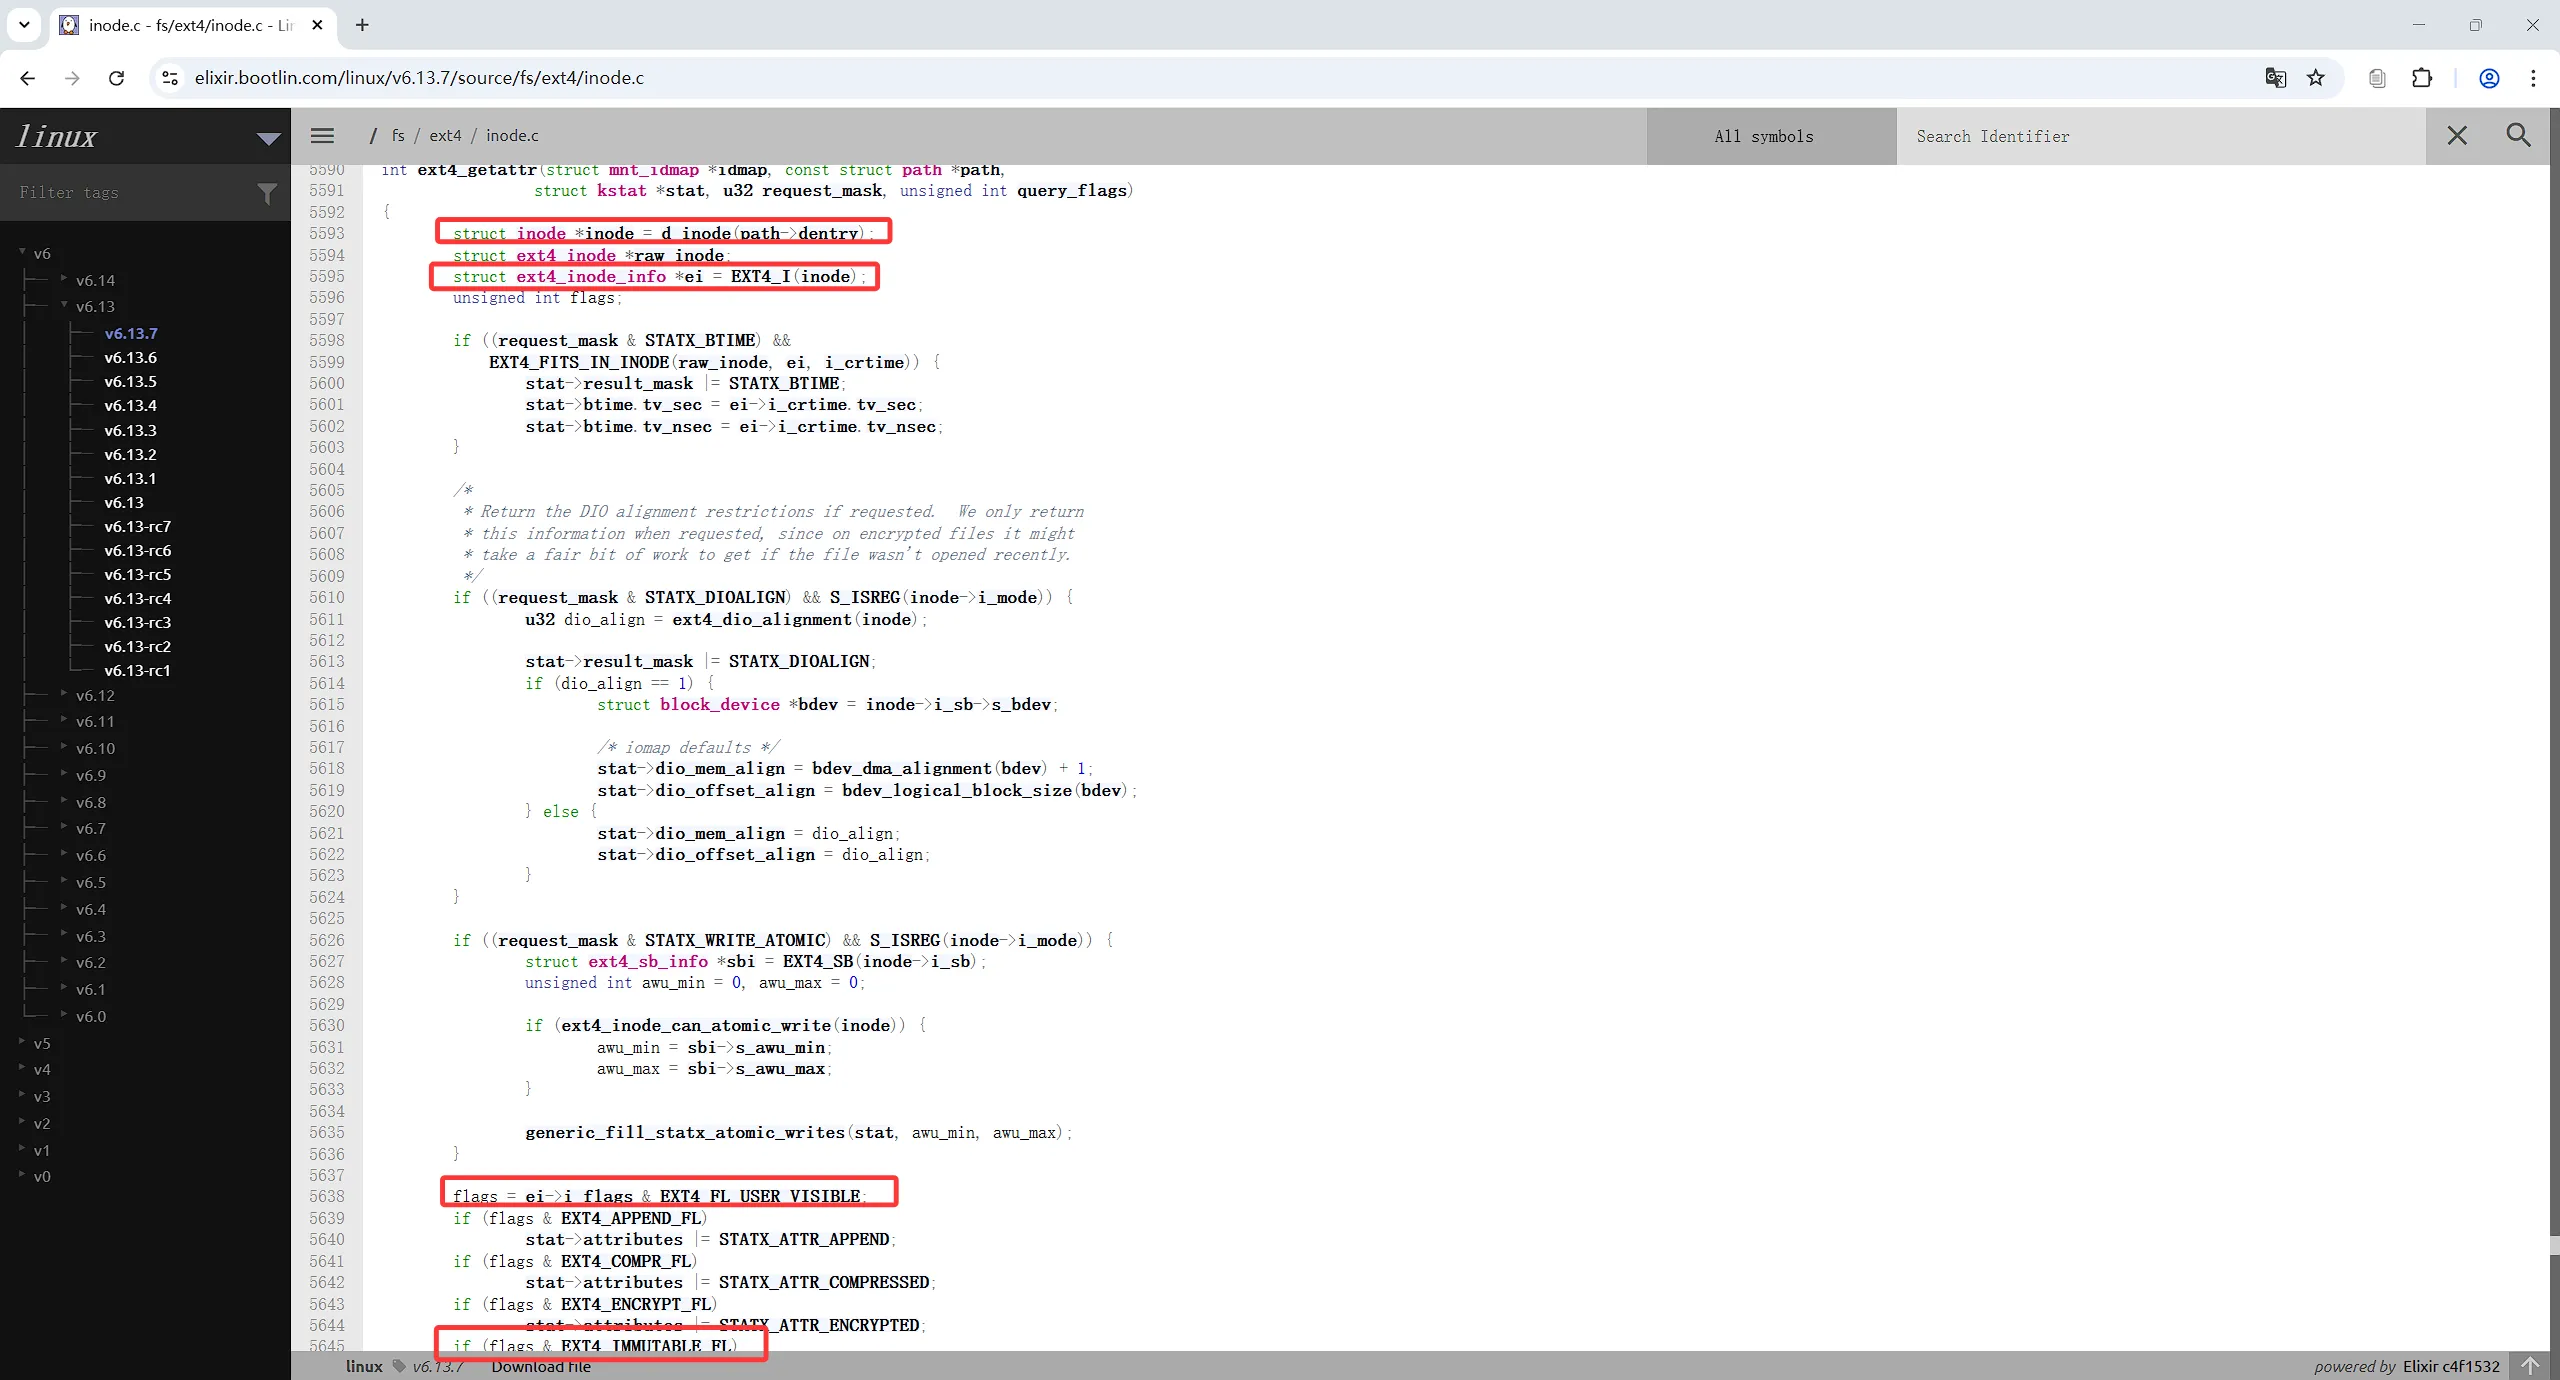 inode.c - fs/ext4/inode.c - Lin
elixir.bootlin.com/linux/v6.13.7/source/fs/ext4/inode.c
linux
/ fs / ext4 / inode.c
All symbols
Search Identifier
Filter tags
v6
v6.14
v6.13
v6.13.7
v6.13.6
v6.13.5
v6.13.4
v6.13.3
v6.13.2
v6.13.1
v6.13
v6.13-rc7
v6.13-rc6
v6.13-rc5
v6.13-rc4
v6.13-rc3
v6.13-rc2
v6.13-rc1
v6.12
v6.11
v6.10
v6.9
v6.8
v6.7
v6.6
v6.5
v6.4
v6.3
v6.2
v6.1
v6.0
v5
v4
v3
v2
v1
v0
5590 int ext4_getattr(struct mnt_idmap *idmap, const struct path *path,
5591 struct kstat *stat, u32 request_mask, unsigned int query_flags)
5592 {
5593 struct inode *inode = d_inode(path->dentry);
5594 struct ext4_inode *raw_inode;
5595 struct ext4_inode_info *ei = EXT4_I(inode);
5596 unsigned int flags;
5597
5598 if ((request_mask & STATX_BTIME) &&
5599 EXT4_FITS_IN_INODE(raw_inode, ei, i_crtime)) {
5600 stat->result_mask |= STATX_BTIME;
5601 stat->btime.tv_sec = ei->i_crtime.tv_sec;
5602 stat->btime.tv_nsec = ei->i_crtime.tv_nsec;
5603 }
5604
5605 /*
5606 * Return the DIO alignment restrictions if requested. We only return
5607 * this information when requested, since on encrypted files it might
5608 * take a fair bit of work to get if the file wasn't opened recently.
5609 */
5610 if ((request_mask & STATX_DIOALIGN) && S_ISREG(inode->i_mode)) {
5611 u32 dio_align = ext4_dio_alignment(inode);
5612
5613 stat->result_mask |= STATX_DIOALIGN;
5614 if (dio_align == 1) {
5615 struct block_device *bdev = inode->i_sb->s_bdev;
5616
5617 /* iomap defaults */
5618 stat->dio_mem_align = bdev_dma_alignment(bdev) + 1;
5619 stat->dio_offset_align = bdev_logical_block_size(bdev);
5620 } else {
5621 stat->dio_mem_align = dio_align;
5622 stat->dio_offset_align = dio_align;
5623 }
5624 }
5625
5626 if ((request_mask & STATX_WRITE_ATOMIC) && S_ISREG(inode->i_mode)) {
5627 struct ext4_sb_info *sbi = EXT4_SB(inode->i_sb);
5628 unsigned int awu_min = 0, awu_max = 0;
5629
5630 if (ext4_inode_can_atomic_write(inode)) {
5631 awu_min = sbi->s_awu_min;
5632 awu_max = sbi->s_awu_max;
5633 }
5634
5635 generic_fill_statx_atomic_writes(stat, awu_min, awu_max);
5636 }
5637
5638 flags = ei->i_flags & EXT4_FL_USER_VISIBLE;
5639 if (flags & EXT4_APPEND_FL)
5640 stat->attributes |= STATX_ATTR_APPEND;
5641 if (flags & EXT4_COMPR_FL)
5642 stat->attributes |= STATX_ATTR_COMPRESSED;
5643 if (flags & EXT4_ENCRYPT_FL)
5644 stat->attributes |= STATX_ATTR_ENCRYPTED;
5645 if (flags & EXT4_IMMUTABLE_FL)
linux v6.13.7 Download file
powered by Elixir c4f1532